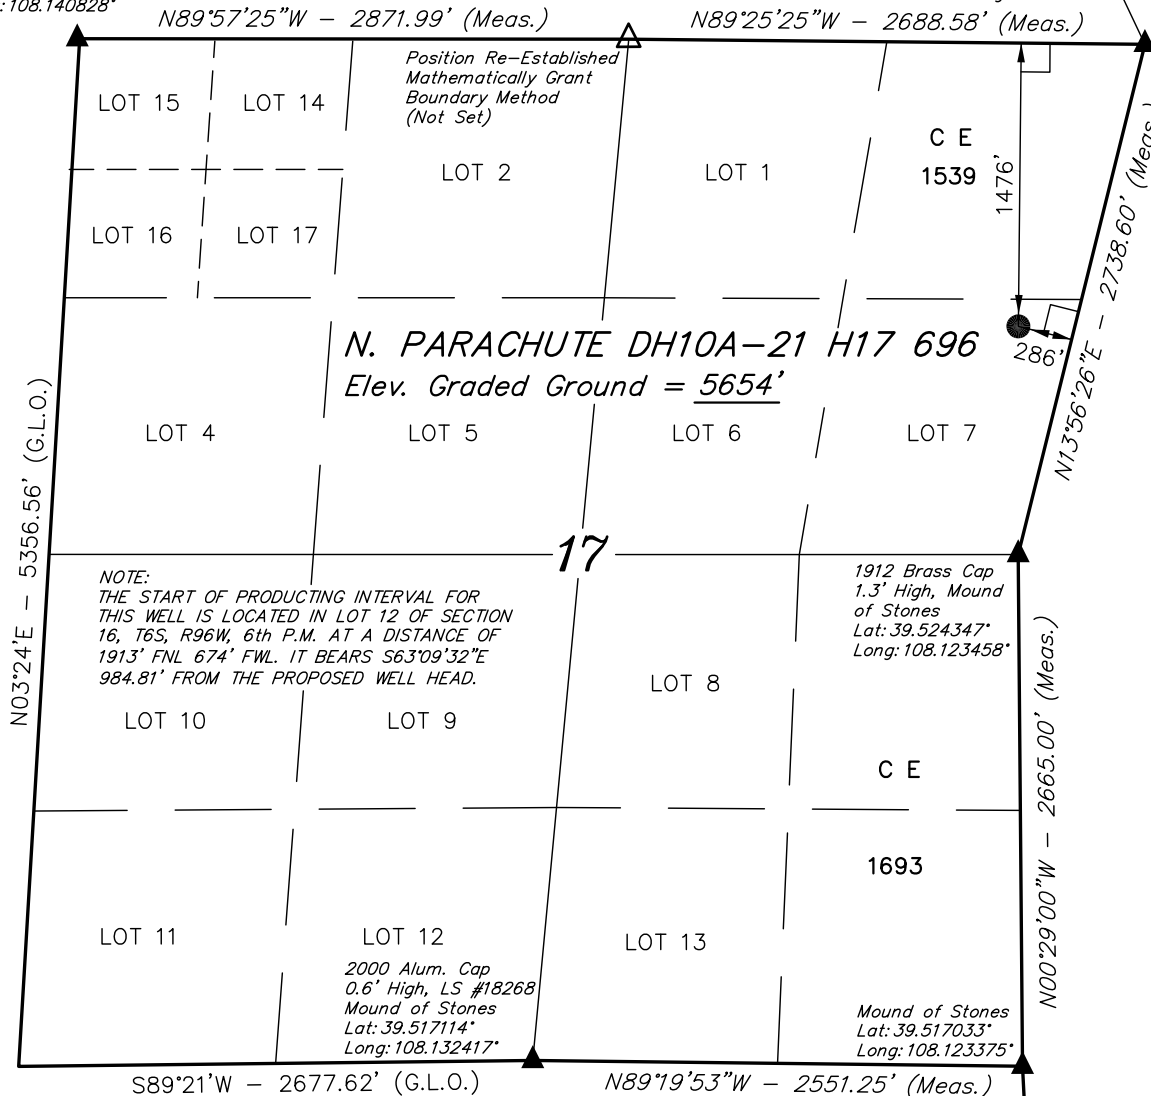 :108.140828°
N89°57'25"W - 2871.99' (Meas.)
N89°25'25"W - 2688.58' (Meas.)
Position Re-Established
Mathematically Grant
Boundary Method
(Not Set)
LOT 15
LOT 14
LOT 2
LOT 1
C E
1539
1476'
N13°56'26"E - 2738.60' (Meas.)
LOT 16
LOT 17
N. PARACHUTE DH10A-21 H17 696
Elev. Graded Ground = 5654'
286'
LOT 4
LOT 5
LOT 6
LOT 7
N03°24'E - 5356.56' (G.L.O.)
17
NOTE:
THE START OF PRODUCTING INTERVAL FOR
THIS WELL IS LOCATED IN LOT 12 OF SECTION
16, T6S, R96W, 6th P.M. AT A DISTANCE OF
1913' FNL 674' FWL. IT BEARS S63°09'32"E
984.81' FROM THE PROPOSED WELL HEAD.
1912 Brass Cap
1.3' High, Mound
of Stones
Lat: 39.524347°
Long: 108.123458°
LOT 8
LOT 10
LOT 9
C E
1693
N00°29'00"W - 2665.00' (Meas.)
LOT 11
LOT 12
LOT 13
2000 Alum. Cap
0.6' High, LS #18268
Mound of Stones
Lat: 39.517114°
Long: 108.132417°
Mound of Stones
Lat: 39.517033°
Long: 108.123375°
S89°21'W - 2677.62' (G.L.O.)
N89°19'53"W - 2551.25' (Meas.)